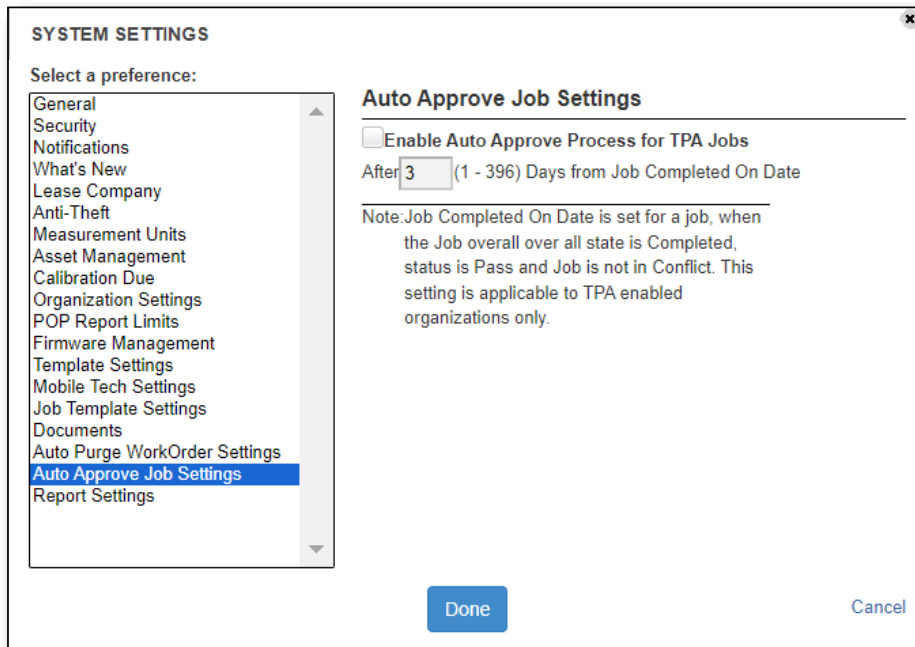 SYSTEM SETTINGS
Select a preference:
General
Security
Notifications
What's New
Lease Company
Anti-Theft
Measurement Units
Asset Management
Calibration Due
Organization Settings
POP Report Limits
Firmware Management
Template Settings
Mobile Tech Settings
Job Template Settings
Documents
Auto Purge WorkOrder Settings
Auto Approve Job Settings
Report Settings
Auto Approve Job Settings
Enable Auto Approve Process for TPA Jobs
After 3 (1 - 396) Days from Job Completed On Date
Note:Job Completed On Date is set for a job, when
the Job overall over all state is Completed,
status is Pass and Job is not in Conflict. This
setting is applicable to TPA enabled
organizations only.
Done
Cancel